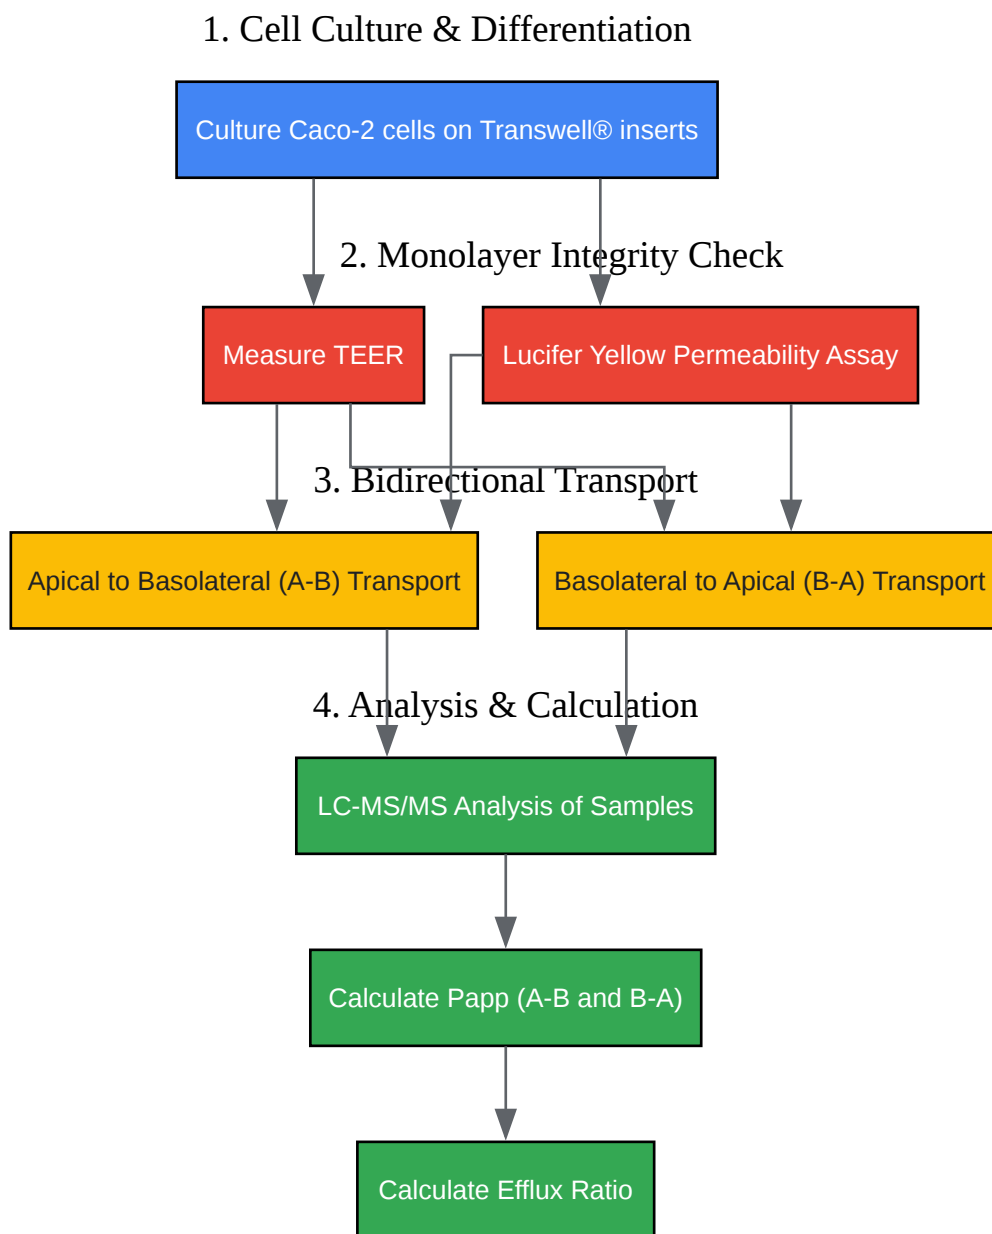 1. Cell Culture & Differentiation
Culture Caco-2 cells on Transwell® inserts
2. Monolayer Integrity Check
Measure TEER
Lucifer Yellow Permeability Assay
3. Bidirectional Transport
Apical to Basolateral (A-B) Transport
Basolateral to Apical (B-A) Transport
4. Analysis & Calculation
LC-MS/MS Analysis of Samples
Calculate Papp (A-B and B-A)
Calculate Efflux Ratio